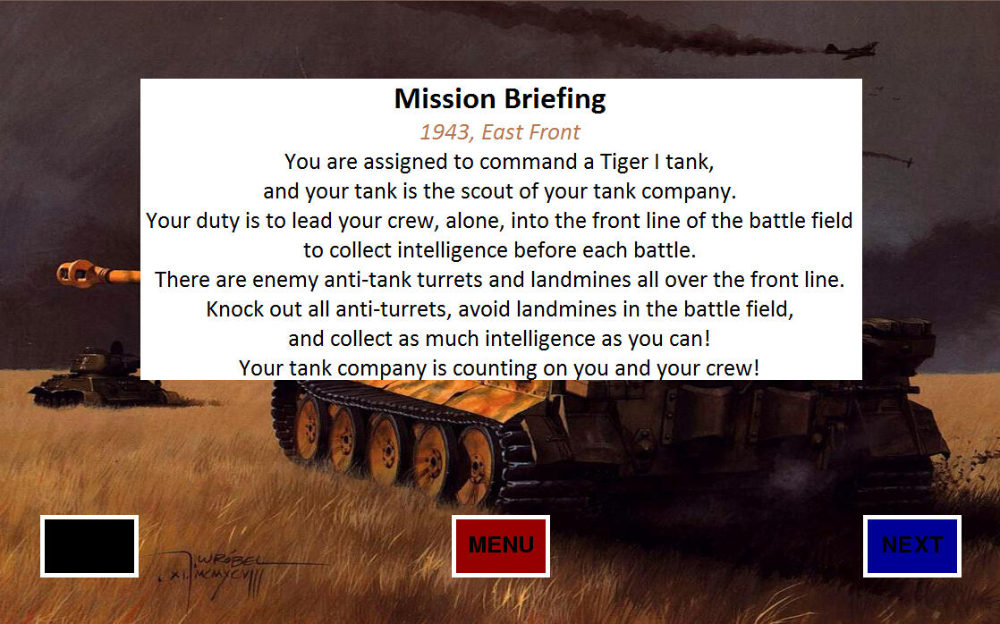 Mission Briefing
1943, East Front
You are assigned to command a Tiger I tank,
and your tank is the scout of your tank company.
Your duty is to lead your crew, alone, into the front line of the battle field
to collect intelligence before each battle.
There are enemy anti-tank turrets and landmines all over the front line.
Knock out all anti-turrets, avoid landmines in the battle field,
and collect as much intelligence as you can!
Your tank company is counting on you and your crew!
MENU
NEXT
J.WRÓBEL
XI.MCMXCVIII